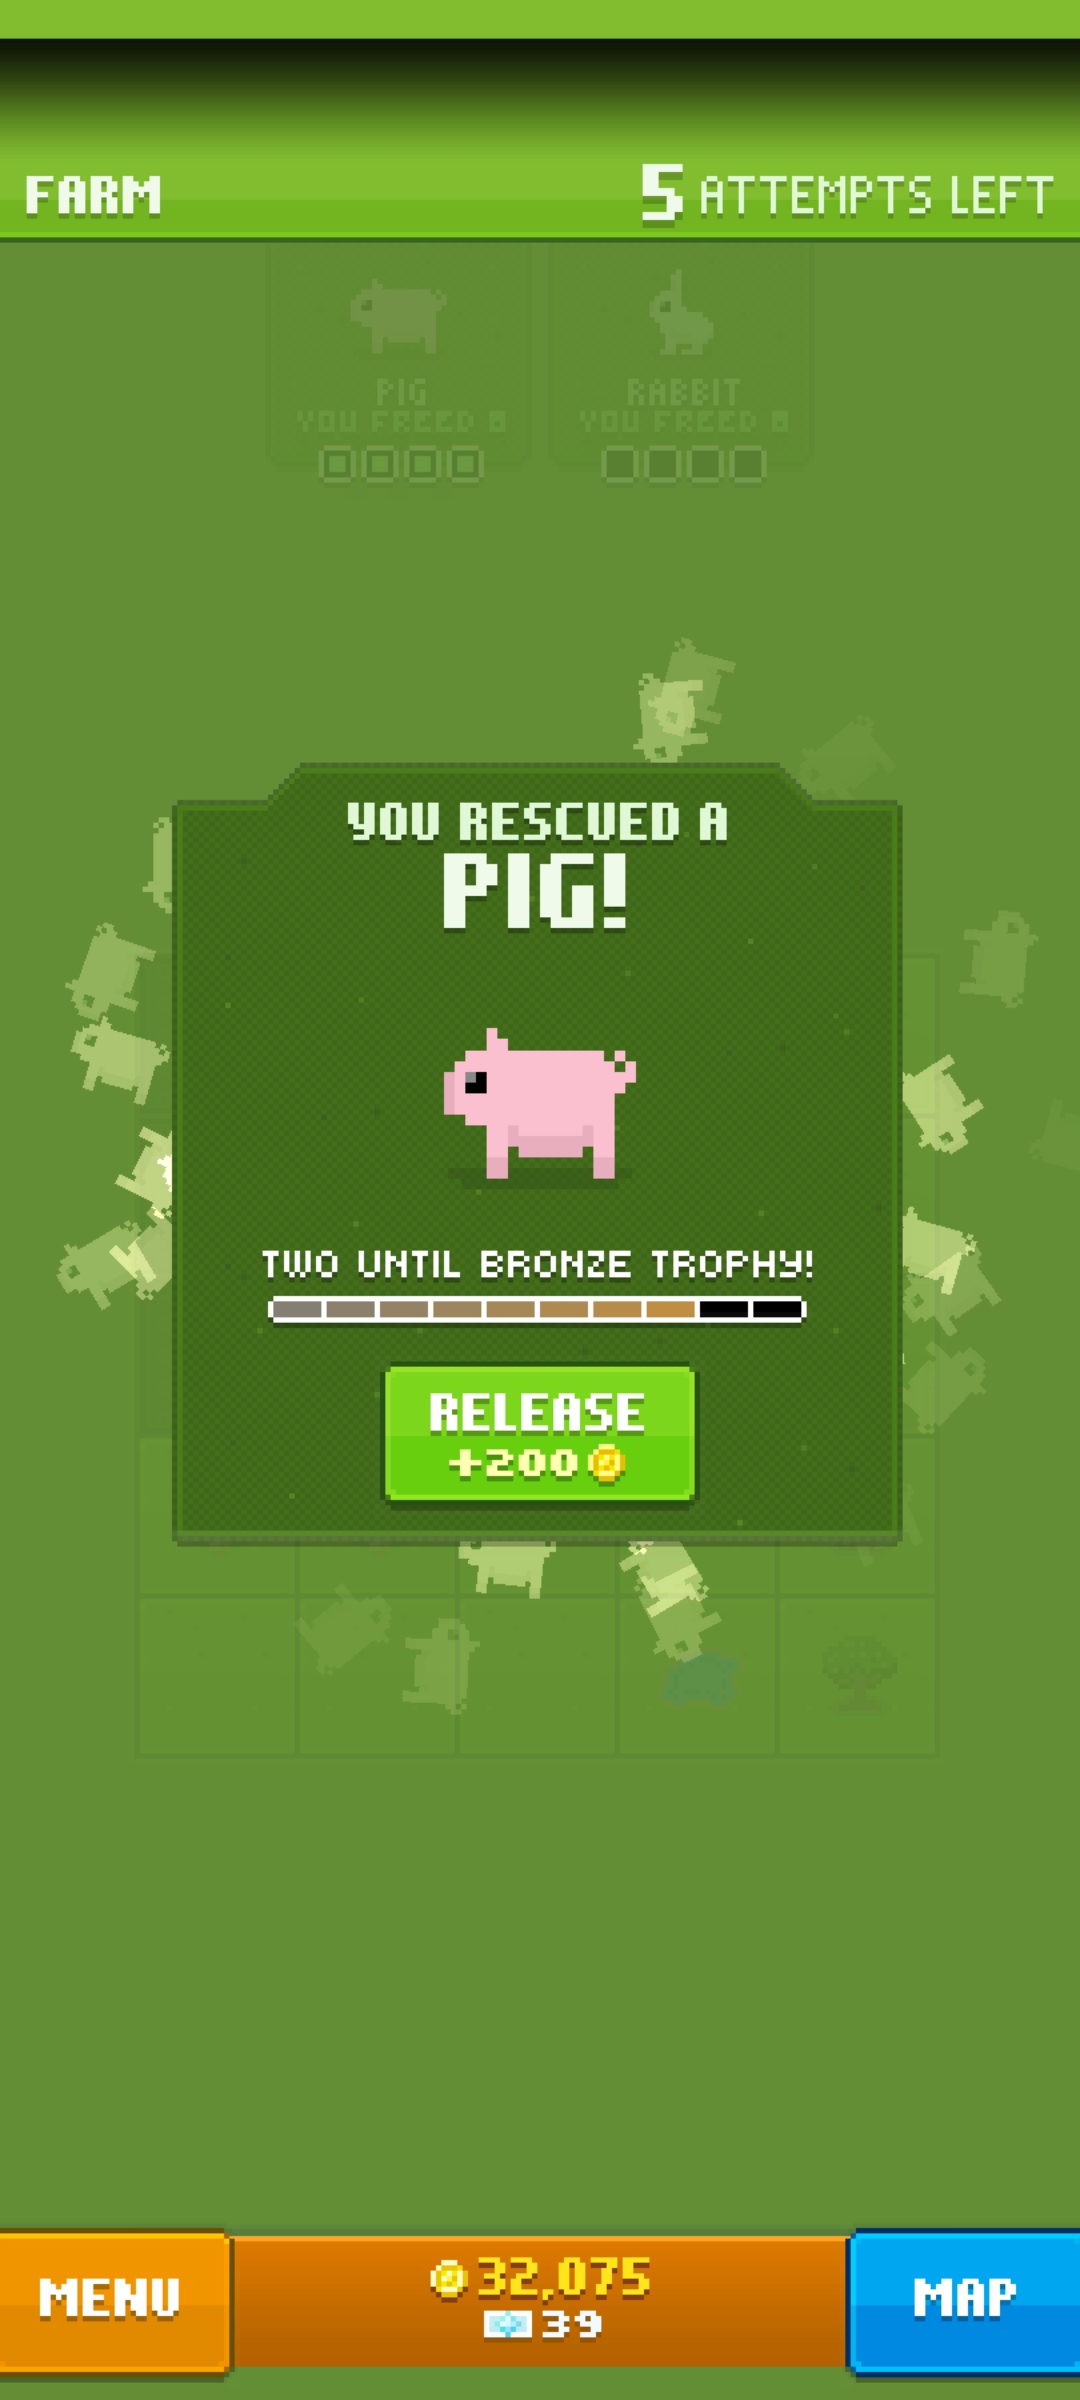 FARM
5 ATTEMPTS LEFT
PIG
YOU FREED 8
RABBIT
YOU FREED 8
YOU RESCUED A
PIG!
TWO UNTIL BRONZE TROPHY!
RELEASE
+200
MENU
32,075
39
MAP